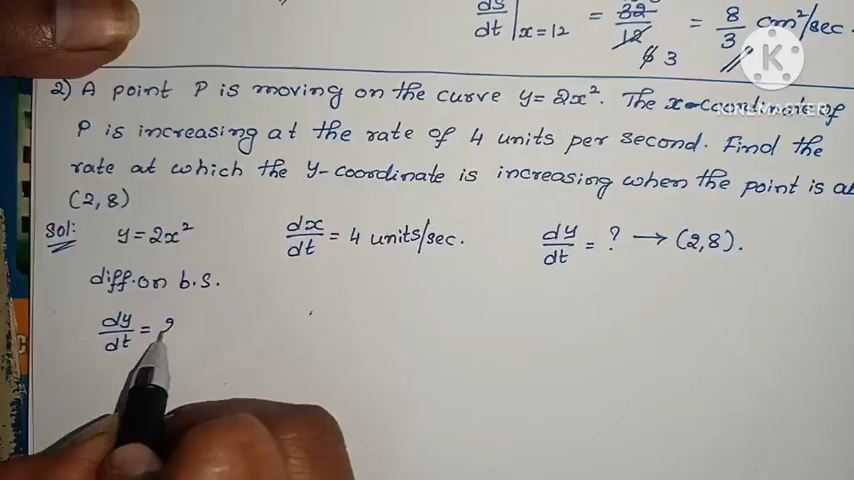 dS/dt |x=12 = 32/12 3 = 8/3 cm²/sec.
K
KINEMASTER
2) A point P is moving on the curve y = 2x². The x-coordinate of
P is increasing at the rate of 4 units per second. Find the
rate at which the y-coordinate is increasing when the point is at
(2,8)
Sol: y = 2x² dx/dt = 4 units/sec. dy/dt = ? → (2,8).
diff. on b.s.
dy/dt =